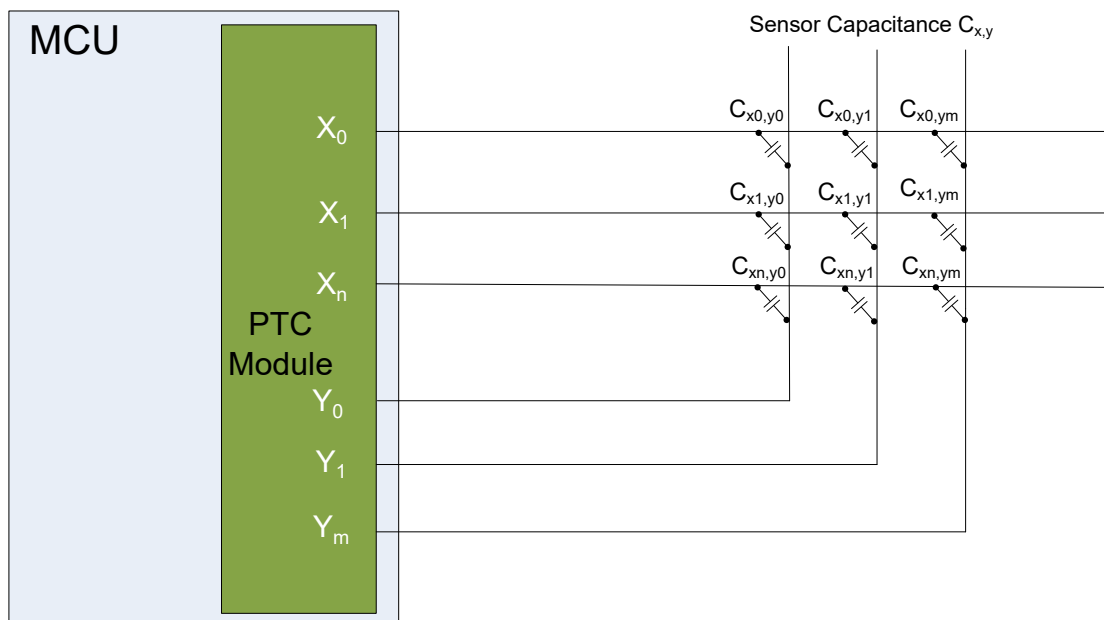 MCU
Sensor Capacitance Cx,y
X0
X1
Xn
PTC
Module
Y0
Y1
Ym
Cx0,y0 Cx0,y1 Cx0,ym
Cx1,y0 Cx1,y1 Cx1,ym
Cxn,y0 Cxn,y1 Cxn,ym